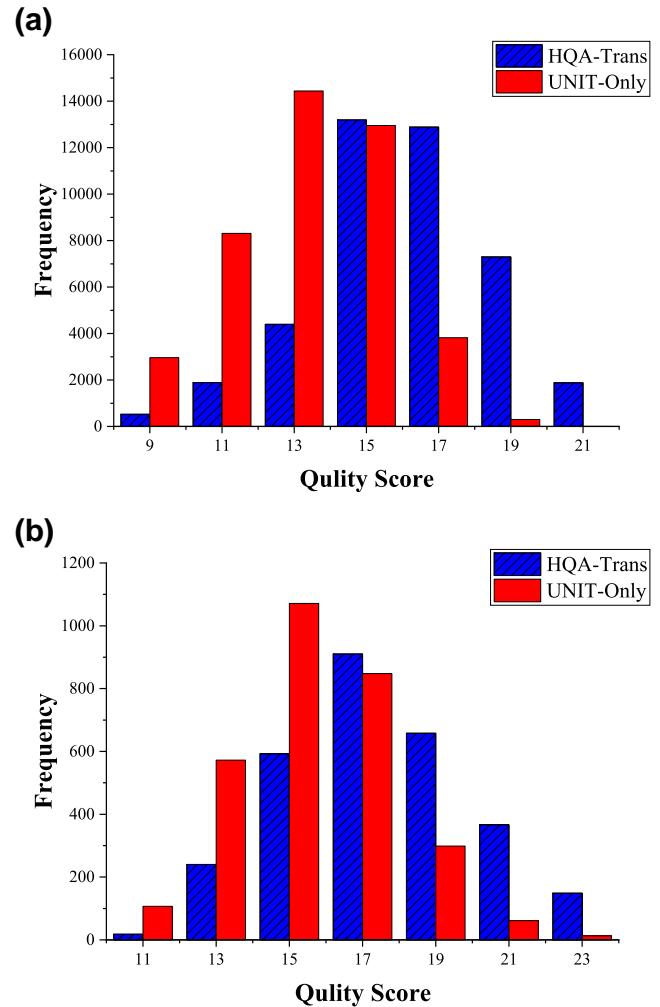 (a)
HQA-Trans
UNIT-Only
16000
14000
12000
10000
8000
6000
4000
2000
0
Frequency
9 11 13 15 17 19 21
Qulity Score
(b)
HQA-Trans
UNIT-Only
1200
1000
800
600
400
200
0
Frequency
11 13 15 17 19 21 23
Qulity Score